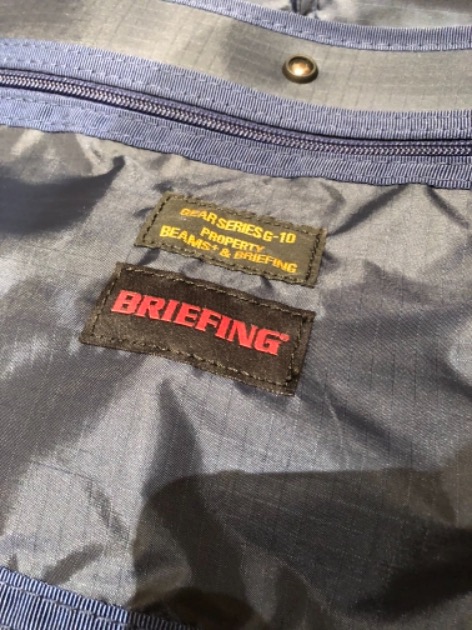 GEAR SERIES G-10
PROPERTY
BEAMS+ & BRIEFING
BRIEFING®